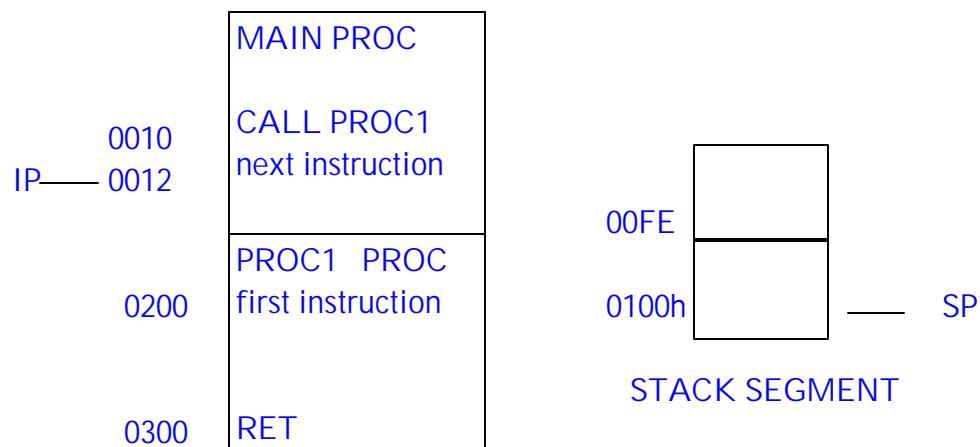 MAIN PROC
0010 CALL PROC1
IP 0012 next instruction
PROC1 PROC
0200 first instruction
0300 RET
00FE
0100h SP
STACK SEGMENT